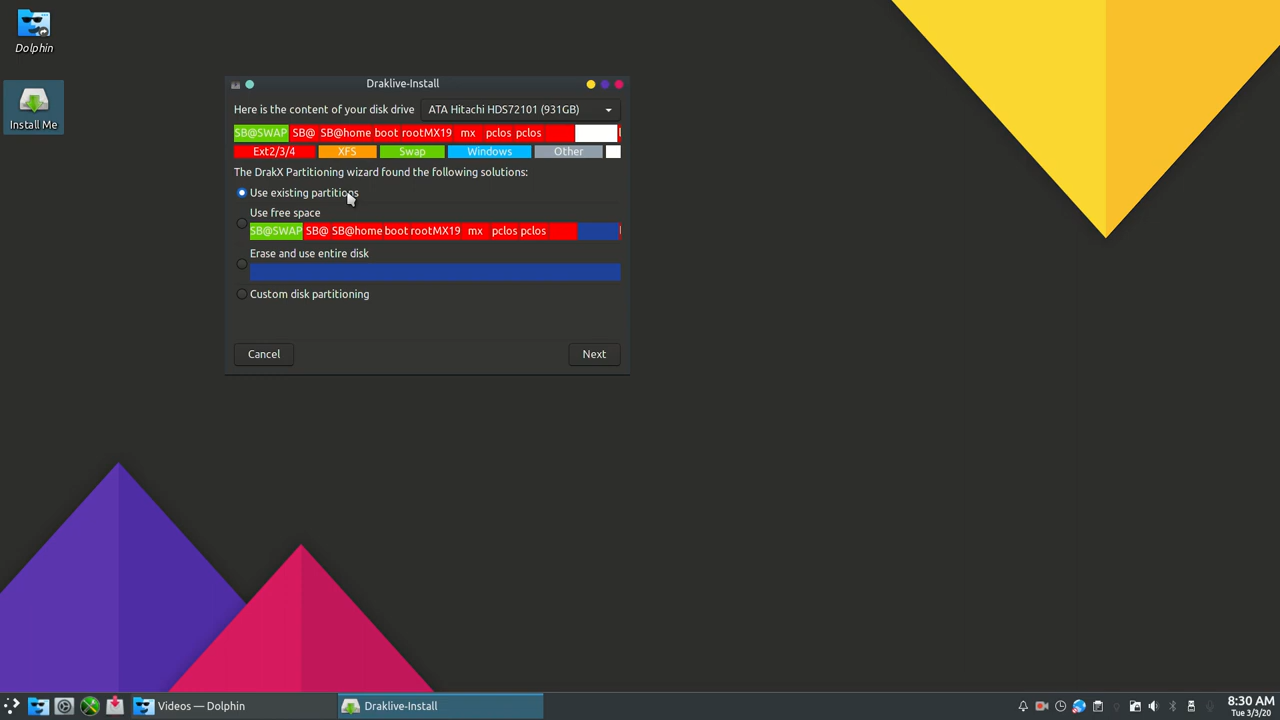 Dolphin
Install Me
Draklive-Install
Here is the content of your disk drive ATA Hitachi HDS72101 (931GB)
SB@SWAP SB@ SB@home boot rootMX19 mx pclos pclos
Ext2/3/4 XFS Swap Windows Other
The DrakX Partitioning wizard found the following solutions:
Use existing partitions
Use free space
SB@SWAP SB@ SB@home boot rootMX19 mx pclos pclos
Erase and use entire disk
Custom disk partitioning
Cancel Next
Videos — Dolphin Draklive-Install
8:30 AM
Tue 3/3/20